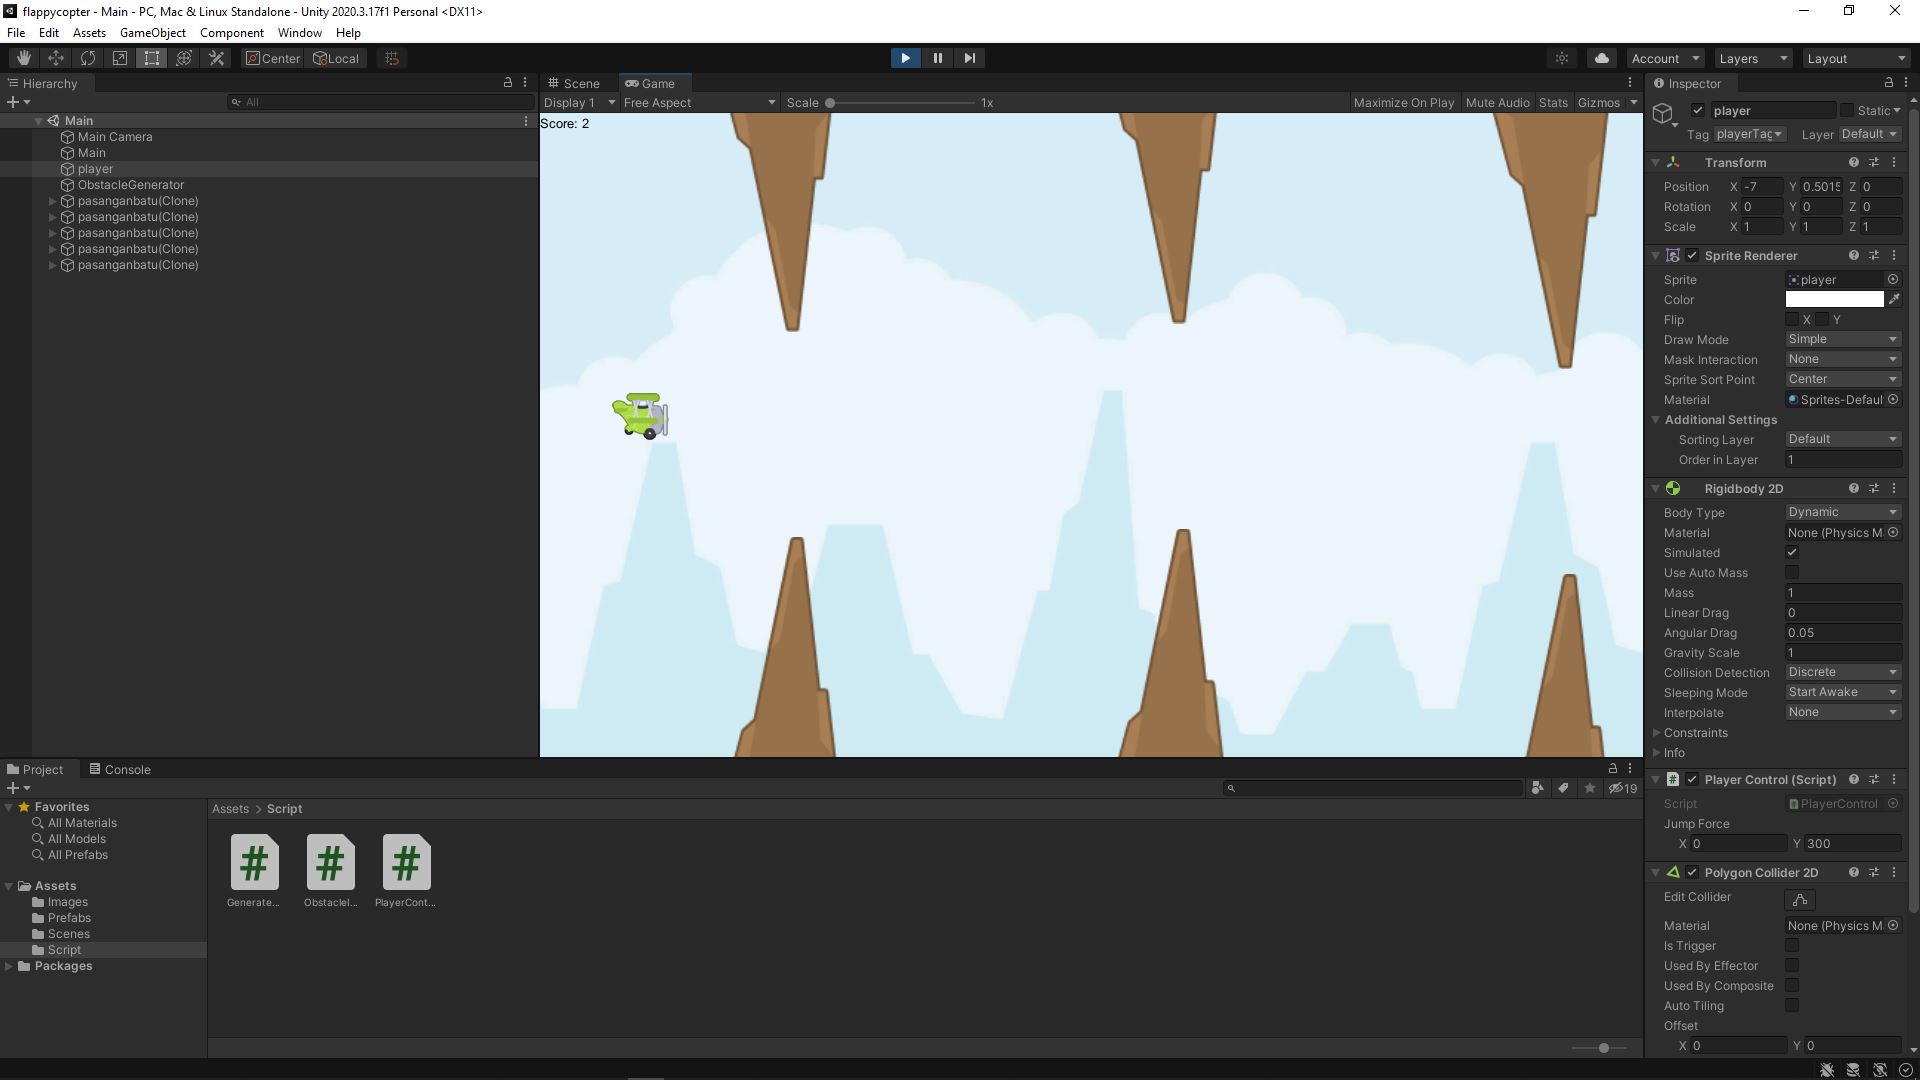 flappycopter - Main - PC, Mac & Linux Standalone - Unity 2020.3.17f1 Personal <DX11>
File Edit Assets GameObject Component Window Help
Center Local Account Layers Layout
Hierarchy
All
Main
Main Camera
Main
player
ObstacleGenerator
pasanganbatu(Clone)
pasanganbatu(Clone)
pasanganbatu(Clone)
pasanganbatu(Clone)
pasanganbatu(Clone)
Scene Game
Display 1 Free Aspect Scale 1x Maximize On Play Mute Audio Stats Gizmos
Score: 2
Inspector
player Static
Tag playerTag Layer Default
Transform
Position X -7 Y 0.5015 Z 0
Rotation X 0 Y 0 Z 0
Scale X 1 Y 1 Z 1
Sprite Renderer
Sprite player
Color
Flip X Y
Draw Mode Simple
Mask Interaction None
Sprite Sort Point Center
Material Sprites-Defaul
Additional Settings
Sorting Layer Default
Order in Layer 1
Rigidbody 2D
Body Type Dynamic
Material None (Physics M
Simulated
Use Auto Mass
Mass 1
Linear Drag 0
Angular Drag 0.05
Gravity Scale 1
Collision Detection Discrete
Sleeping Mode Start Awake
Interpolate None
Constraints
Info
Player Control (Script)
Script PlayerControl
Jump Force
X 0 Y 300
Polygon Collider 2D
Edit Collider
Material None (Physics M
Is Trigger
Used By Effector
Used By Composite
Auto Tiling
Offset
X 0 Y 0
Project Console
19
Favorites
All Materials
All Models
All Prefabs
Assets
Images
Prefabs
Scenes
Script
Packages
Assets > Script
Generate... ObstacleI... PlayerCont...